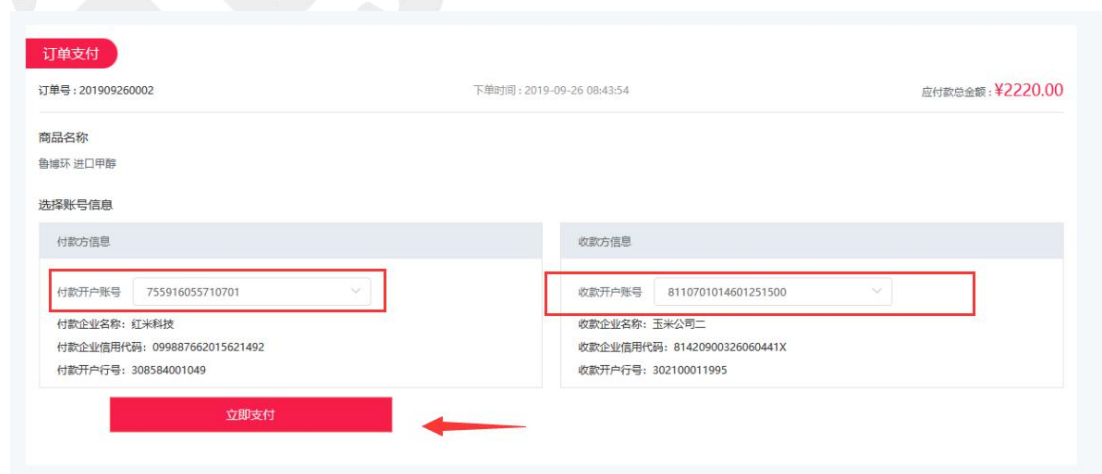 订单支付
订单号：201909260002 下单时间：2019-09-26 08:43:54 应付款总金额：¥2220.00
商品名称
鲁博环 进口甲醇
选择账号信息
付款方信息 收款方信息
付款开户账号 755916055710701 收款开户账号 8110701014601251500
付款企业名称：红米科技 收款企业名称：玉米公司二
付款企业信用代码：099887662015621492 收款企业信用代码：81420900326060441X
付款开户行号：308584001049 收款开户行号：302100011995
立即支付